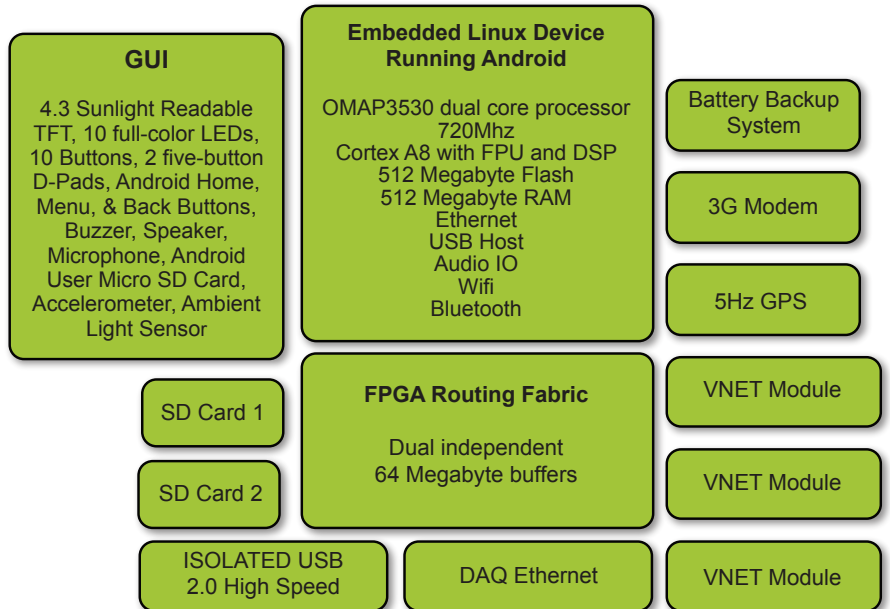 GUI
4.3 Sunlight Readable
TFT, 10 full-color LEDs,
10 Buttons, 2 five-button
D-Pads, Android Home,
Menu, & Back Buttons,
Buzzer, Speaker,
Microphone, Android
User Micro SD Card,
Accelerometer, Ambient
Light Sensor
Embedded Linux Device
Running Android
OMAP3530 dual core processor
720Mhz
Cortex A8 with FPU and DSP
512 Megabyte Flash
512 Megabyte RAM
Ethernet
USB Host
Audio IO
Wifi
Bluetooth
Battery Backup
System
3G Modem
5Hz GPS
SD Card 1
SD Card 2
FPGA Routing Fabric
Dual independent
64 Megabyte buffers
VNET Module
VNET Module
ISOLATED USB
2.0 High Speed
DAQ Ethernet
VNET Module